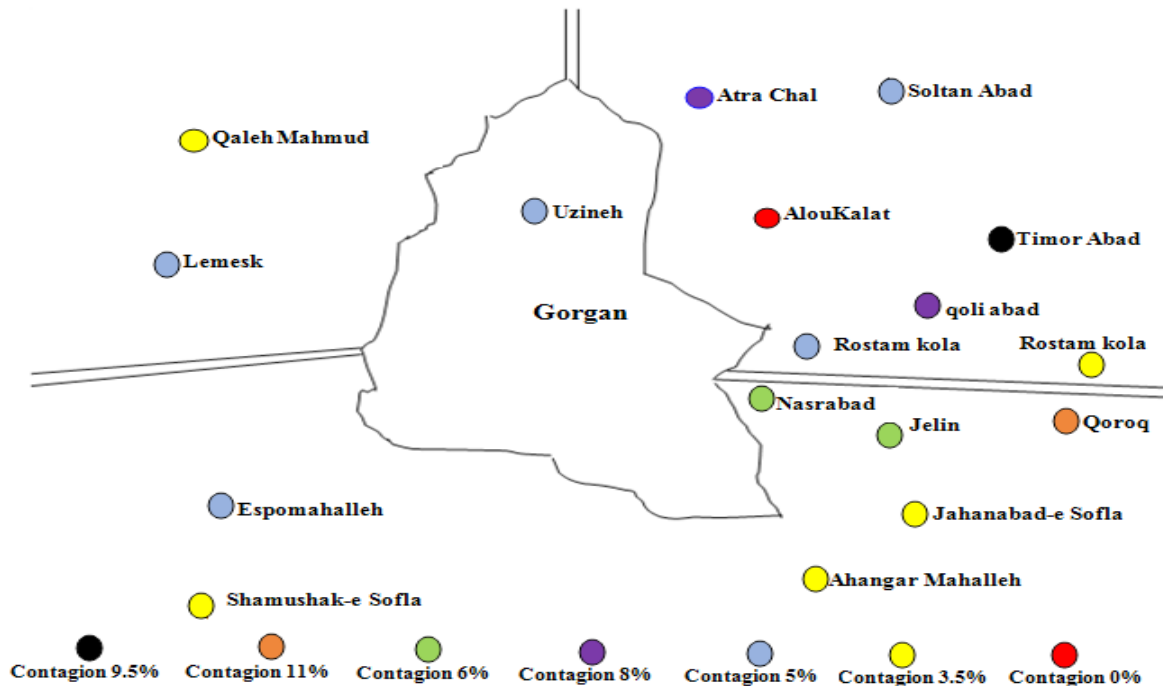 Atra Chal
Soltan Abad
Qaleh Mahmud
Uzineh
AlouKalat
Timor Abad
Lemesk
Gorgan
qoli abad
Rostam kola
Rostam kola
Nasrabad
Jelin
Qoroq
Espomahalleh
Jahanabad-e Sofla
Ahangar Mahalleh
Shamushak-e Sofla
Contagion 9.5%
Contagion 11%
Contagion 6%
Contagion 8%
Contagion 5%
Contagion 3.5%
Contagion 0%